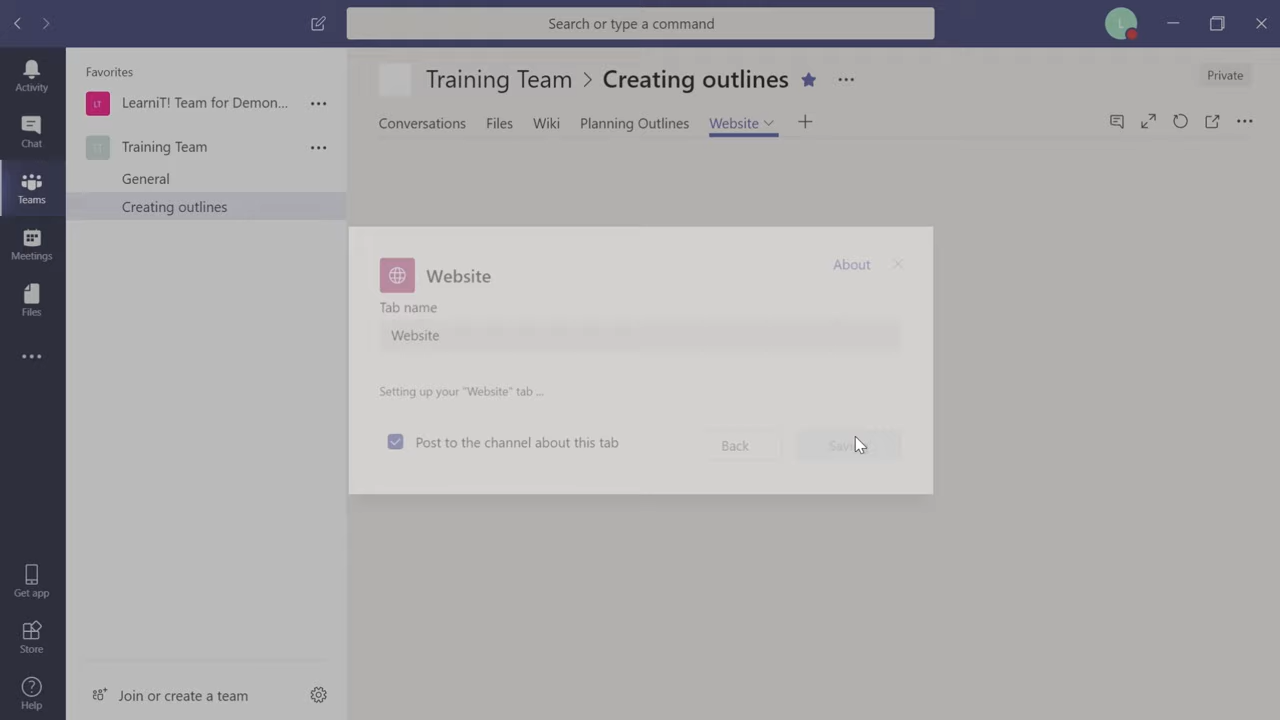 Search or type a command
L
Activity
Chat
Teams
Meetings
Files
Get app
Store
Help
Favorites
LT
LearniT! Team for Demon...
Training Team
General
Creating outlines
Join or create a team
Training Team > Creating outlines
Private
Conversations
Files
Wiki
Planning Outlines
Website
Website
About
Tab name
Website
Setting up your "Website" tab ...
Post to the channel about this tab
Back